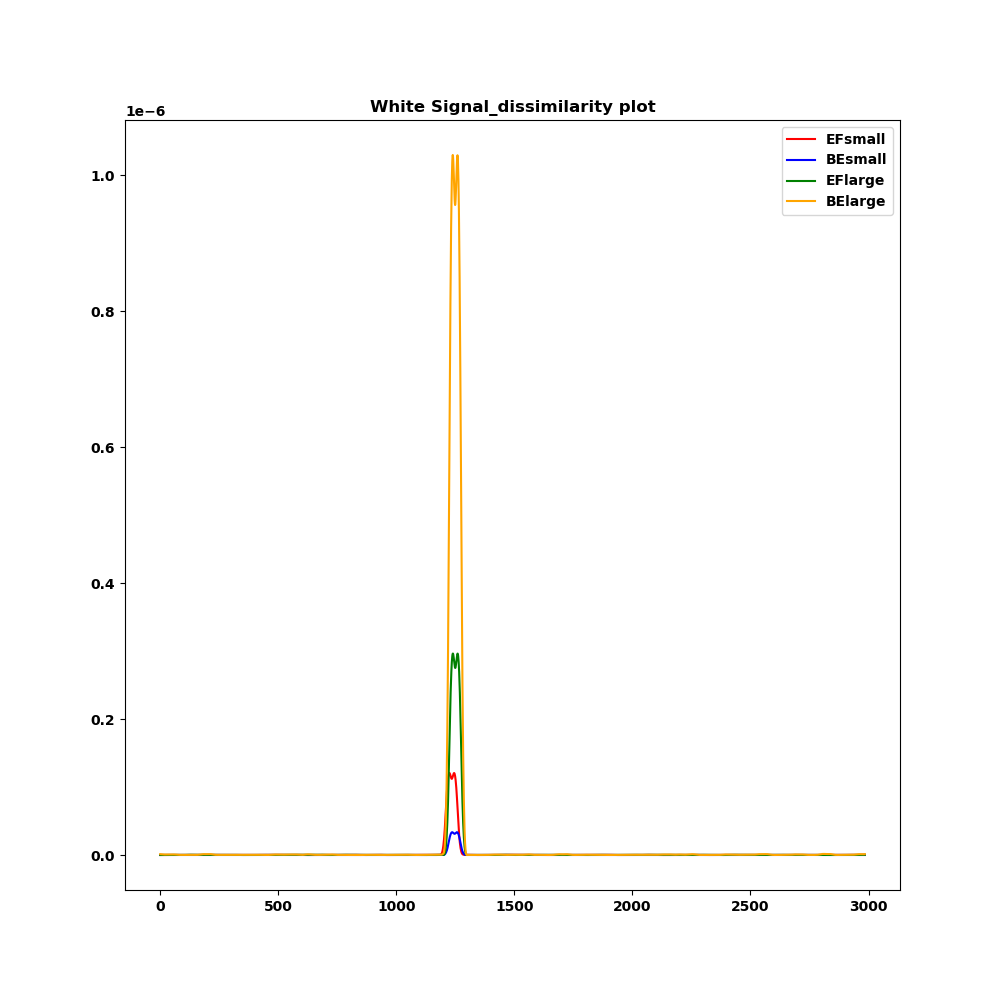 White Signal_dissimilarity plot
1e−6
EFsmall
BEsmall
EFlarge
BElarge
1.0
0.8
0.6
0.4
0.2
0.0
0 500 1000 1500 2000 2500 3000